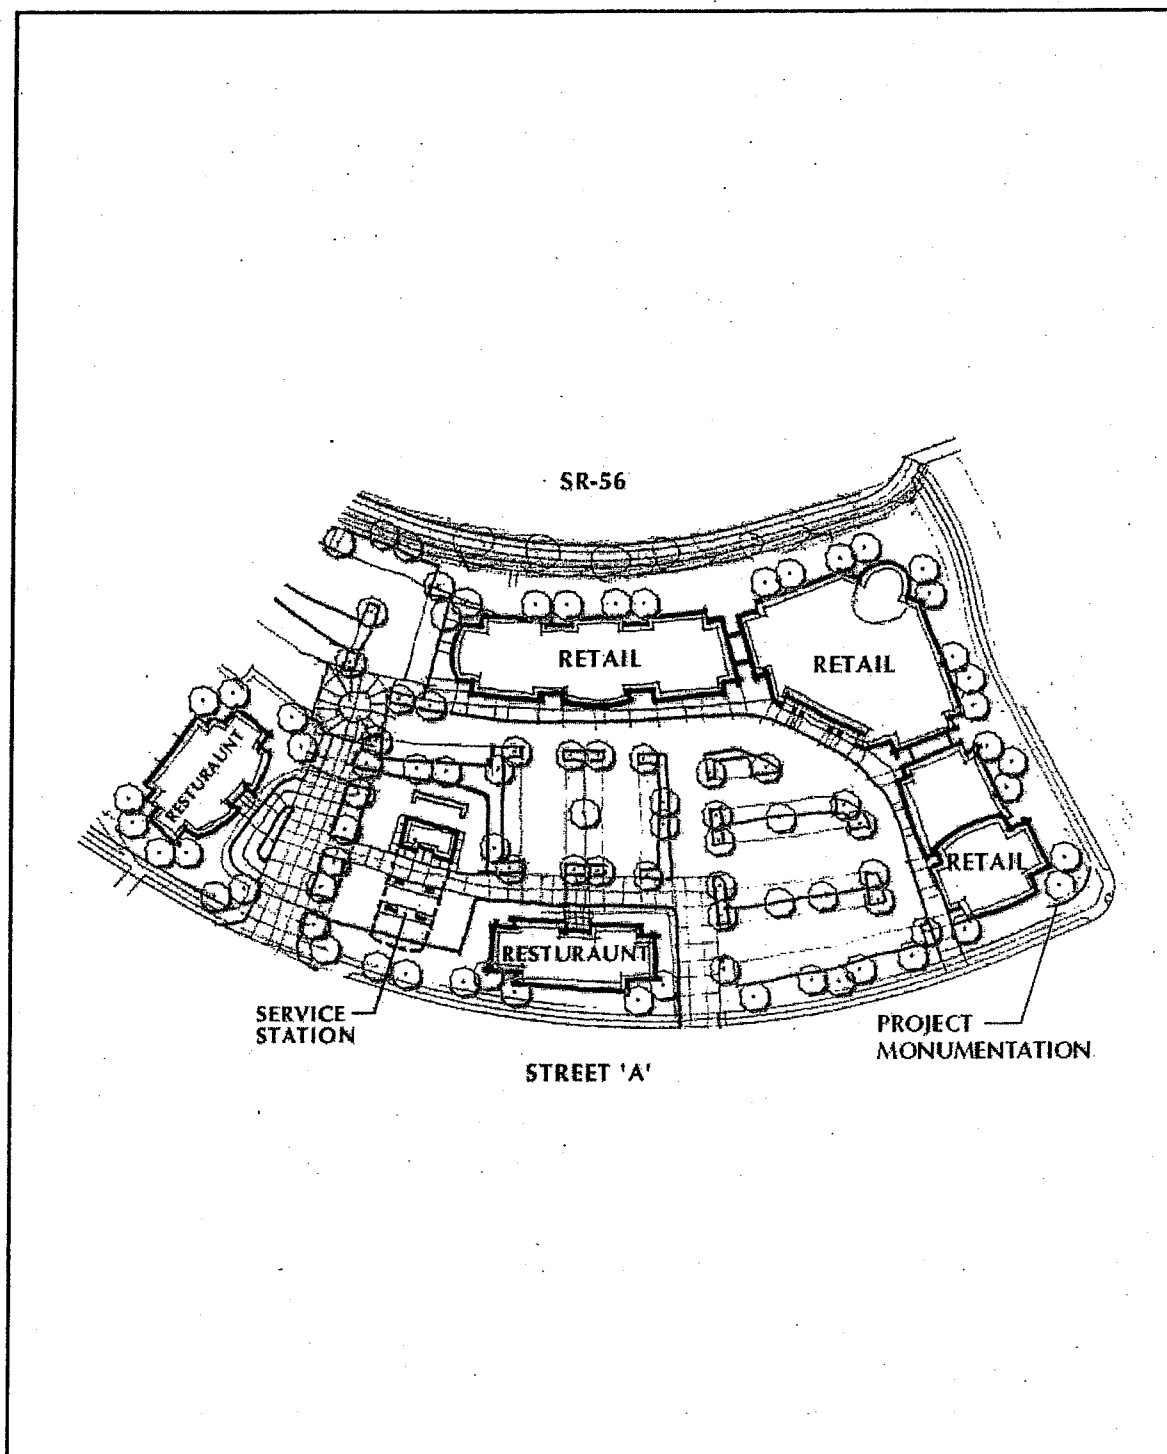 SR-56
RETAIL
RETAIL
RESTURAUNT
RETAIL
RESTURAUNT
SERVICE
STATION
PROJECT
MONUMENTATION
STREET 'A'